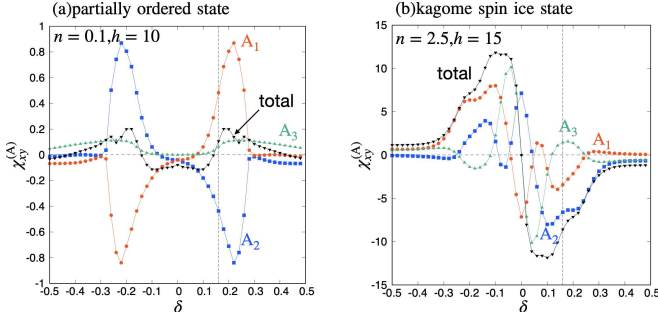 (a)partially ordered state
n = 0.1,h = 10
A1
total
A3
A2
χxy(A)
1
0.8
0.6
0.4
0.2
0
-0.2
-0.4
-0.6
-0.8
-1
-0.5 -0.4 -0.3 -0.2 -0.1 0 0.1 0.2 0.3 0.4 0.5
δ
(b)kagome spin ice state
n = 2.5,h = 15
total
A3
A1
A2
χxy(A)
15
10
5
0
-5
-10
-15
-0.5 -0.4 -0.3 -0.2 -0.1 0 0.1 0.2 0.3 0.4 0.5
δ